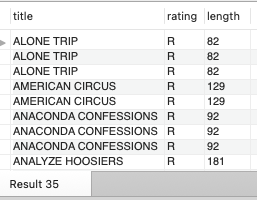 title rating length
ALONE TRIP R 82
ALONE TRIP R 82
ALONE TRIP R 82
AMERICAN CIRCUS R 129
AMERICAN CIRCUS R 129
ANACONDA CONFESSIONS R 92
ANACONDA CONFESSIONS R 92
ANACONDA CONFESSIONS R 92
ANALYZE HOOSIERS R 181
Result 35